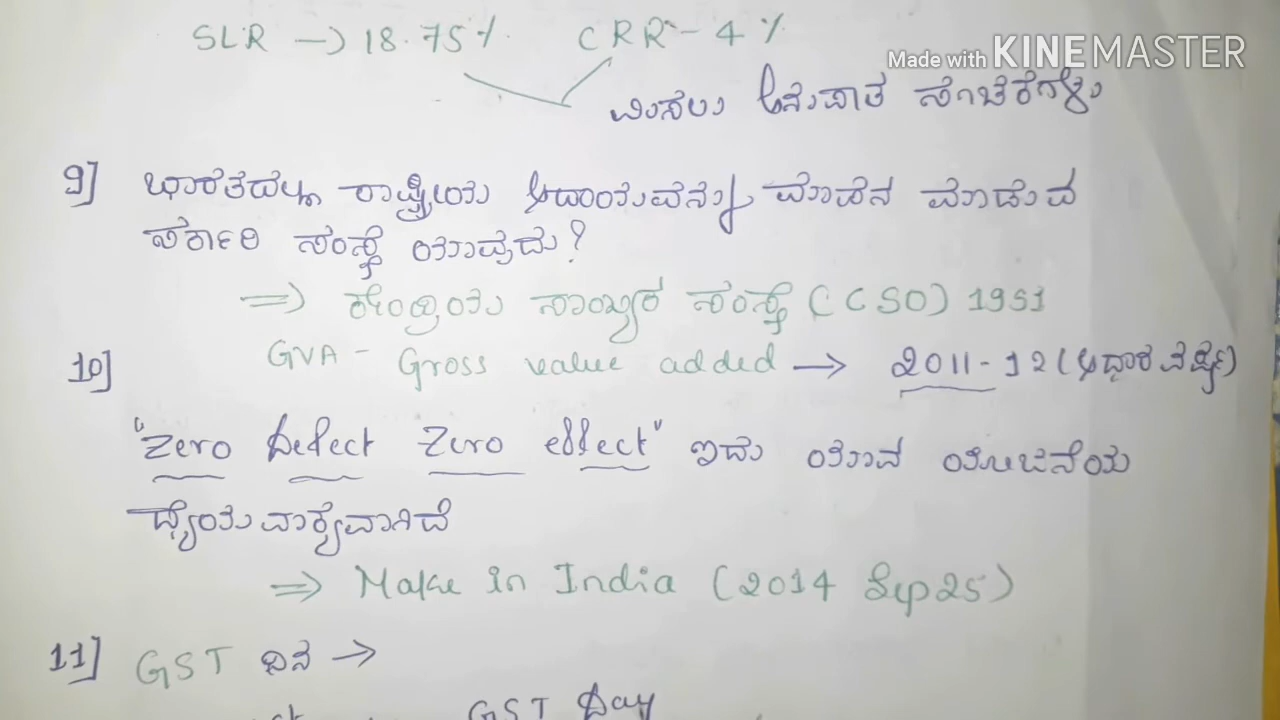 SLR → 18.75%. CRR - 4%
Made with KINEMASTER
ಮೀಸಲು ಅನುಪಾತ ಸಂಚಿಕೆಗಳು
9] ಭಾರತದಲ್ಲಿ ರಾಷ್ಟ್ರೀಯ ಆದಾಯವನ್ನು ಮಾಪನ ಮಾಡುವ
ಸರ್ಕಾರಿ ಸಂಸ್ಥೆ ಯಾವುದು?
⇒ ಕೇಂದ್ರಿಯ ಸಾಂಖ್ಯಿಕ ಸಂಸ್ಥೆ (CSO) 1951
10] GVA - Gross value added → 2011-12 (ಆಧಾರ ವರ್ಷ)
"Zero Defect Zero effect" ಇದು ಯಾವ ಯೋಜನೆಯ
ಧ್ಯೇಯ ವಾಕ್ಯವಾಗಿದೆ
⇒ Make in India (2014 Sep 25)
11] GST ದಿನ →
GST Day